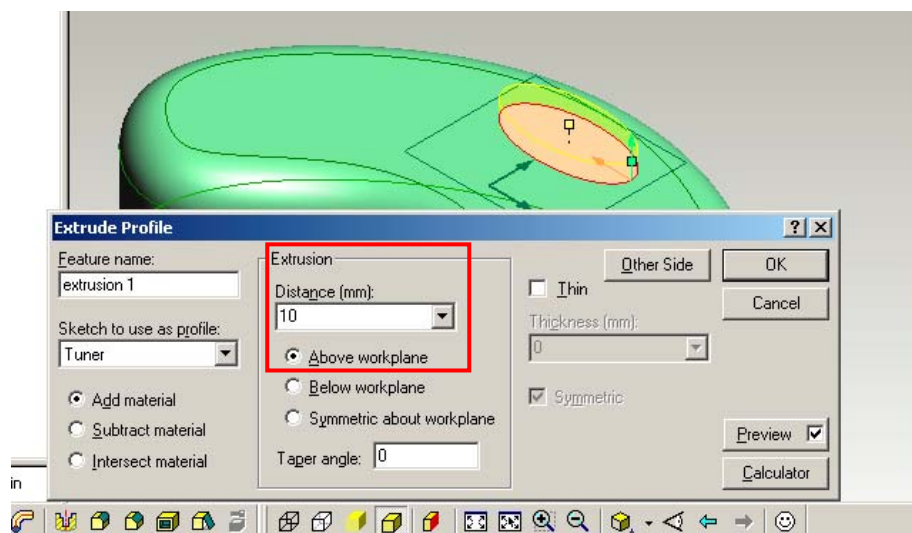 Extrude Profile
Feature name:
extrusion 1
Sketch to use as profile:
Tuner
Add material
Subtract material
Intersect material
Extrusion
Distance (mm):
10
Above workplane
Below workplane
Symmetric about workplane
Taper angle: 0
Other Side
Thin
Thickness (mm):
0
Symmetric
OK
Cancel
Preview
Calculator
in